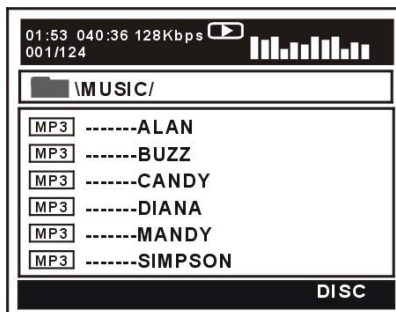 01:53 040:36 128Kbps
001/124
\MUSIC/
MP3 -------ALAN
MP3 -------BUZZ
MP3 -------CANDY
MP3 -------DIANA
MP3 -------MANDY
MP3 -------SIMPSON
DISC